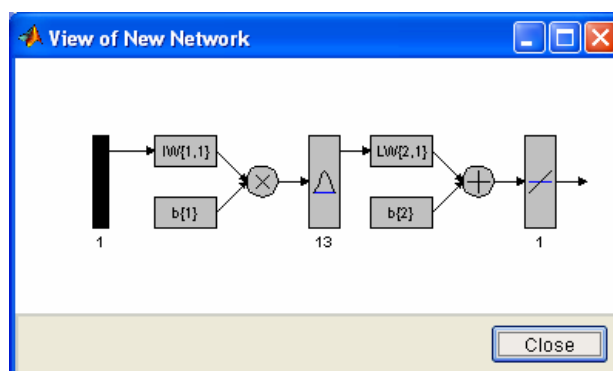 View of New Network
IW{1,1}
LW{2,1}
b{1}
b{2}
1
13
1
Close